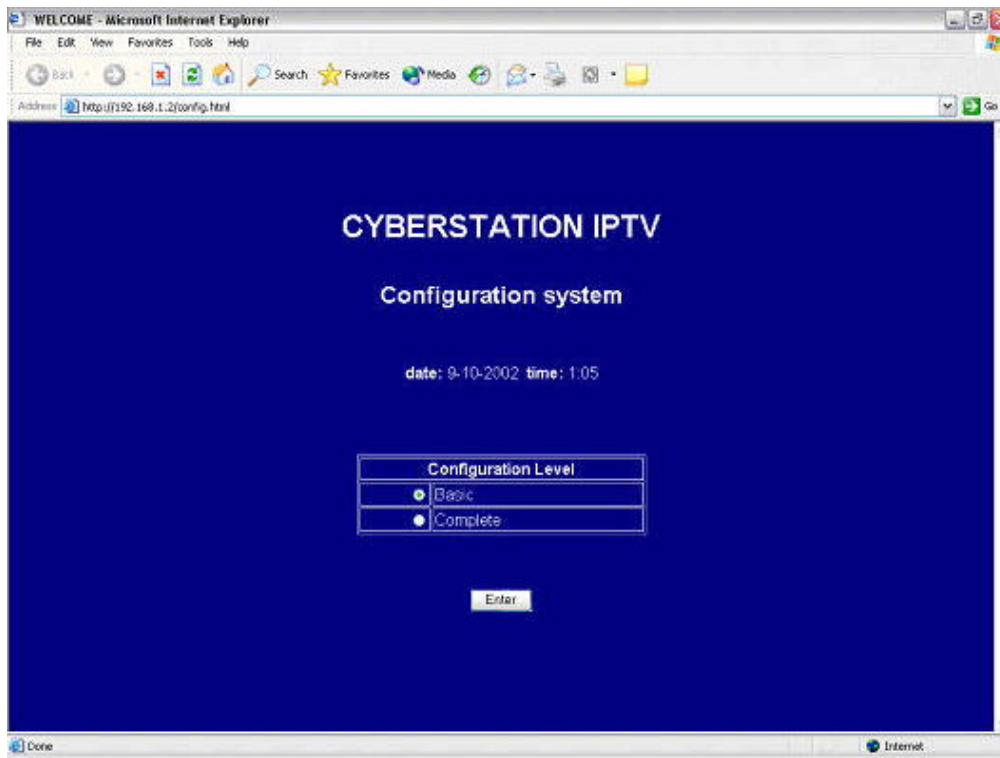 WELCOME - Microsoft Internet Explorer
File Edit View Favorites Tools Help
Back Search Favorites Media
Address http://192.168.1.2/config.html Go
CYBERSTATION IPTV
Configuration system
date: 9-10-2002 time: 1:05
Configuration Level
Basic
Complete
Enter
Done Internet